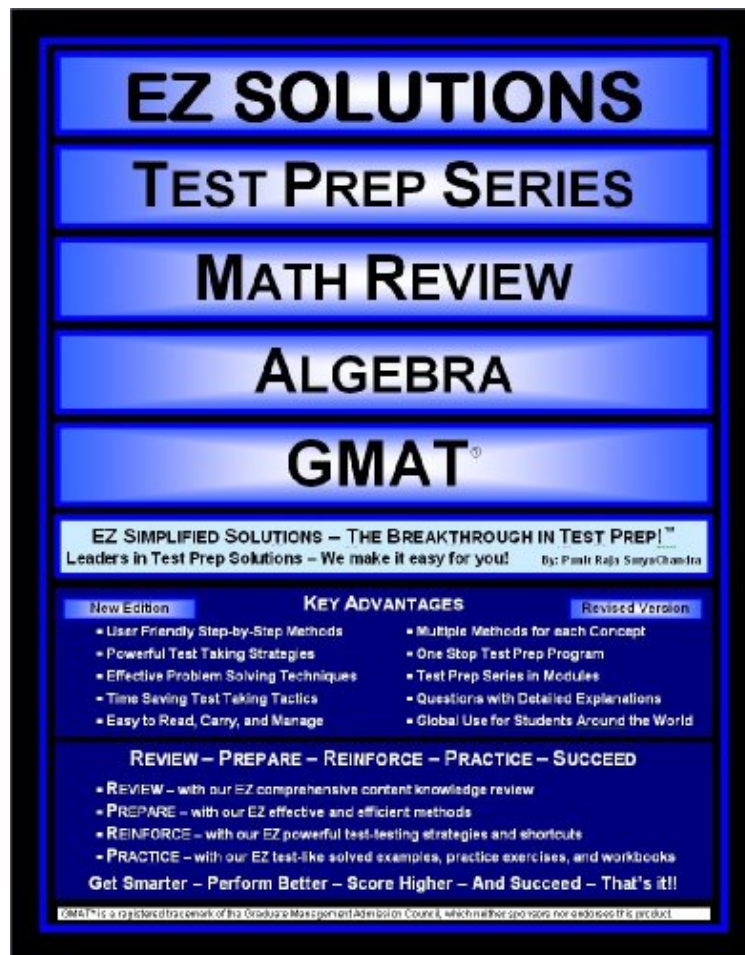 EZ SOLUTIONS
TEST PREP SERIES
MATH REVIEW
ALGEBRA
GMAT®
EZ SIMPLIFIED SOLUTIONS – THE BREAKTHROUGH IN TEST PREP!™
Leaders in Test Prep Solutions – We make it easy for you! By: Punit Raja SuryaChandra
New Edition KEY ADVANTAGES Revised Version
▪ User Friendly Step-by-Step Methods ▪ Multiple Methods for each Concept
▪ Powerful Test Taking Strategies ▪ One Stop Test Prep Program
▪ Effective Problem Solving Techniques ▪ Test Prep Series in Modules
▪ Time Saving Test Taking Tactics ▪ Questions with Detailed Explanations
▪ Easy to Read, Carry, and Manage ▪ Global Use for Students Around the World
REVIEW – PREPARE – REINFORCE – PRACTICE – SUCCEED
▪ REVIEW – with our EZ comprehensive content knowledge review
▪ PREPARE – with our EZ effective and efficient methods
▪ REINFORCE – with our EZ powerful test-testing strategies and shortcuts
▪ PRACTICE – with our EZ test-like solved examples, practice exercises, and workbooks
Get Smarter – Perform Better – Score Higher – And Succeed – That's it!!
GMAT® is a registered trademark of the Graduate Management Admission Council, which neither sponsors nor endorses this product.